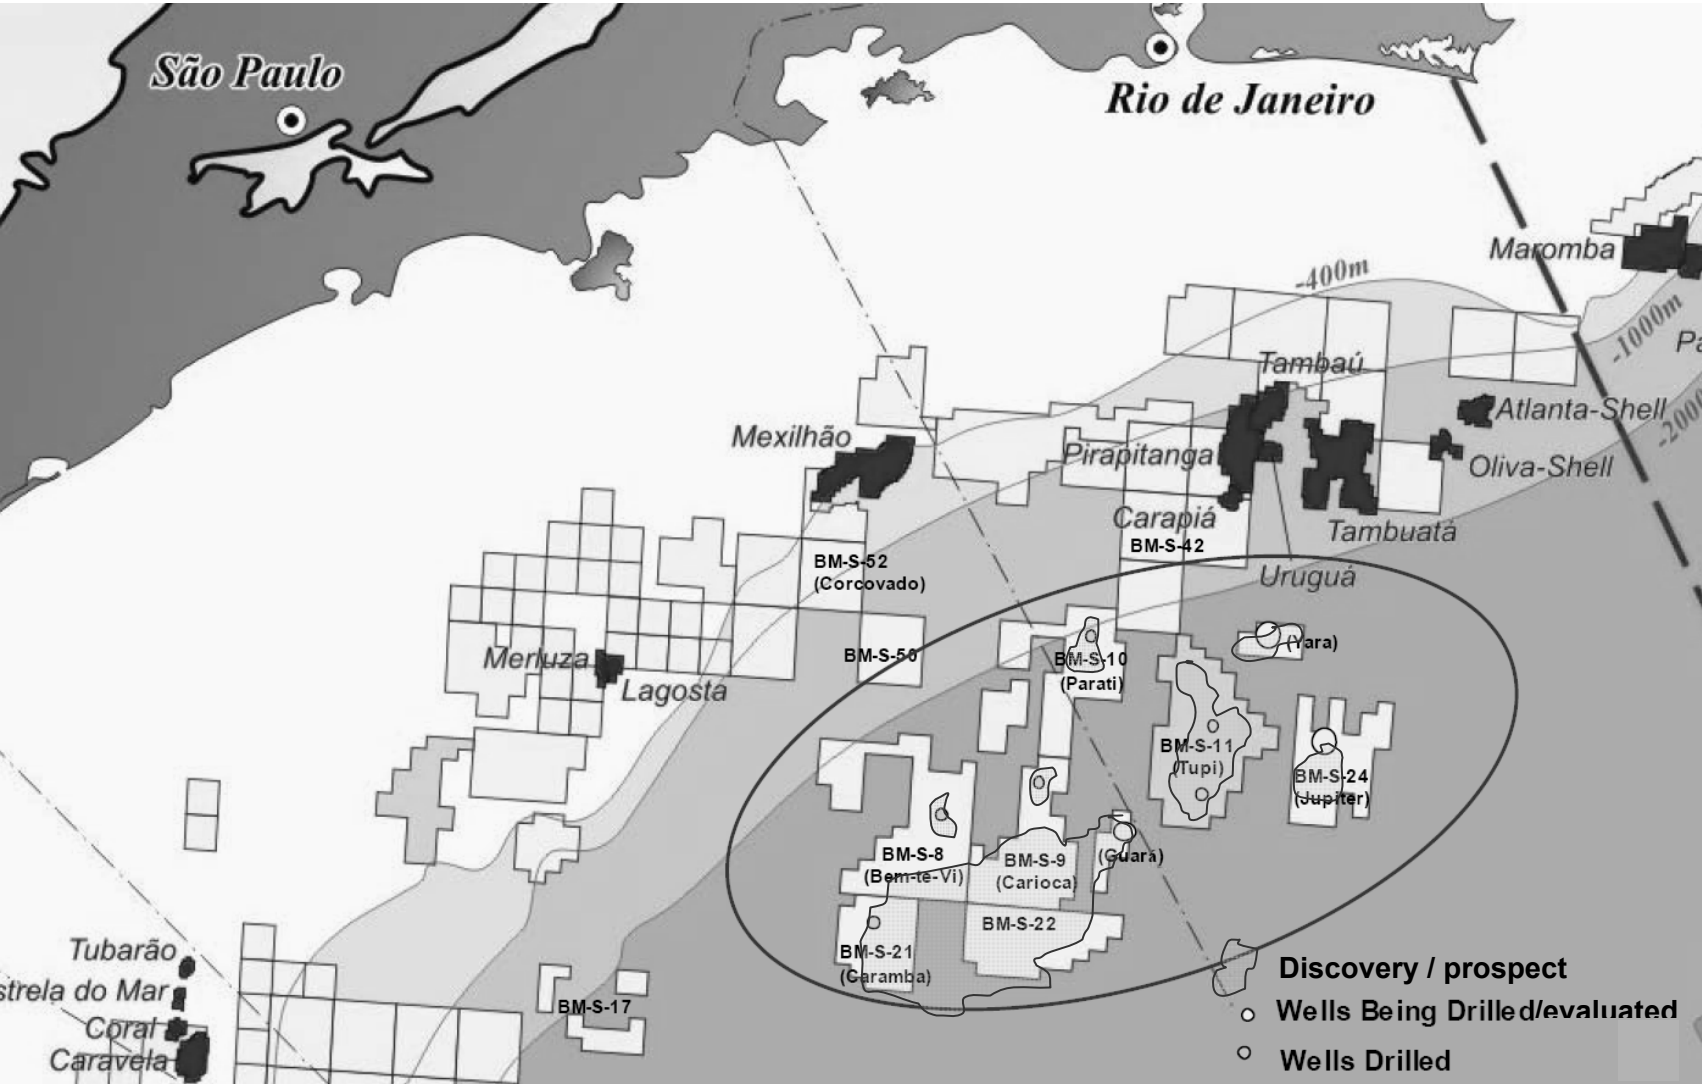 São Paulo
Rio de Janeiro
Maromba
-400m
-1000m
Pa
Tambaú
Atlanta-Shell
-2000
Mexilhão
Pirapitanga
Oliva-Shell
Carapiá
Tambuatá
BM-S-42
BM-S-52
(Corcovado)
Uruguá
(Yara)
BM-S-50
BM-S-10
(Parati)
Merluza
Lagosta
BM-S-11
(Tupi)
BM-S-24
(Jupiter)
BM-S-8
(Bem-te-Vi)
BM-S-9
(Carioca)
(Guará)
BM-S-22
BM-S-21
(Caramba)
Tubarão
strela do Mar
Coral
Caravela
BM-S-17
Discovery / prospect
Wells Being Drilled/evaluated
Wells Drilled